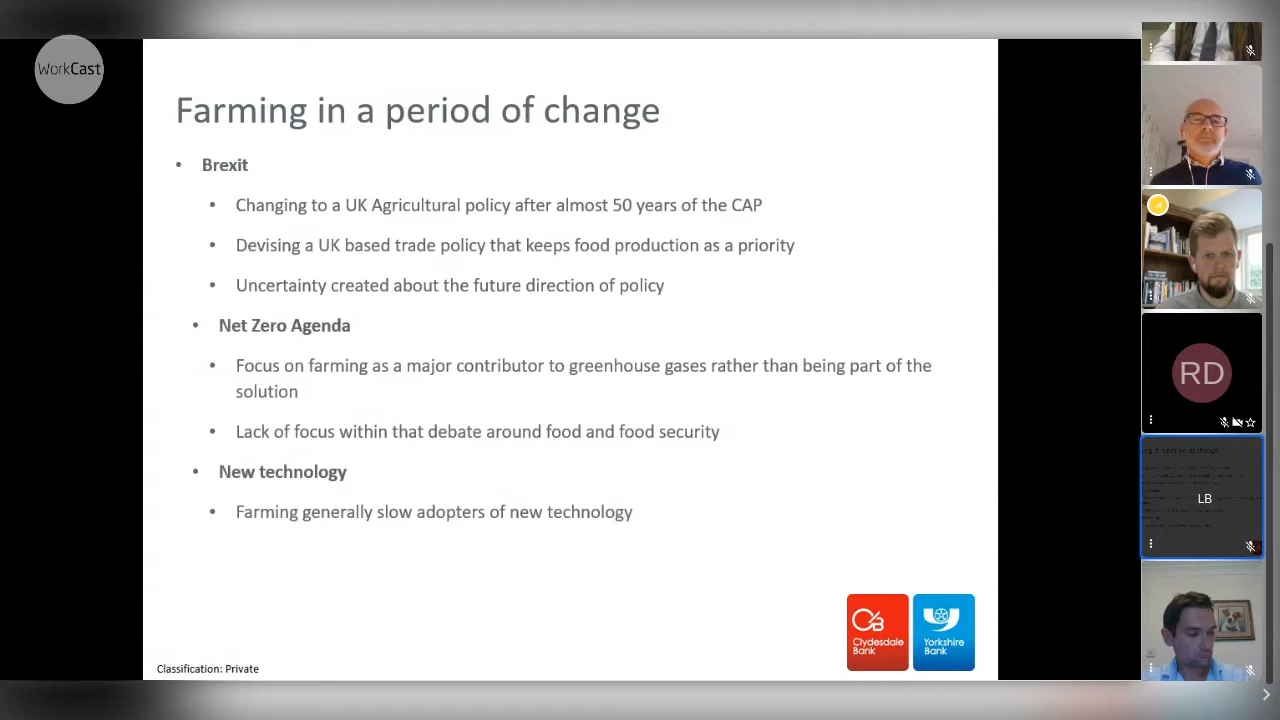 WorkCast
Farming in a period of change
• Brexit
• Changing to a UK Agricultural policy after almost 50 years of the CAP
• Devising a UK based trade policy that keeps food production as a priority
• Uncertainty created about the future direction of policy
• Net Zero Agenda
• Focus on farming as a major contributor to greenhouse gases rather than being part of the
solution
• Lack of focus within that debate around food and food security
• New technology
• Farming generally slow adopters of new technology
CB
Clydesdale
Bank
Yorkshire
Bank
Classification: Private
RD
LB